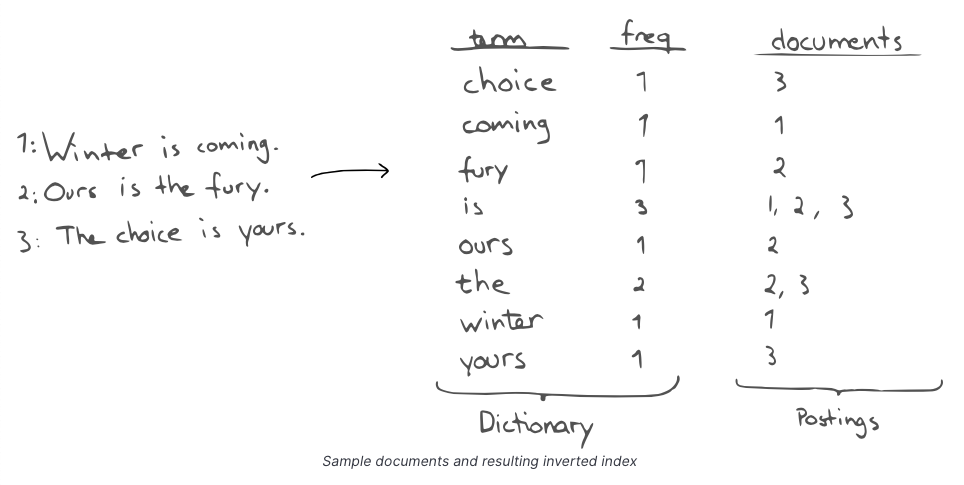 1: Winter is coming.
2: Ours is the fury.
3: The choice is yours.
term freq documents
choice 1 3
coming 1 1
fury 1 2
is 3 1, 2, 3
ours 1 2
the 2 2, 3
winter 1 1
yours 1 3
Dictionary Postings
Sample documents and resulting inverted index